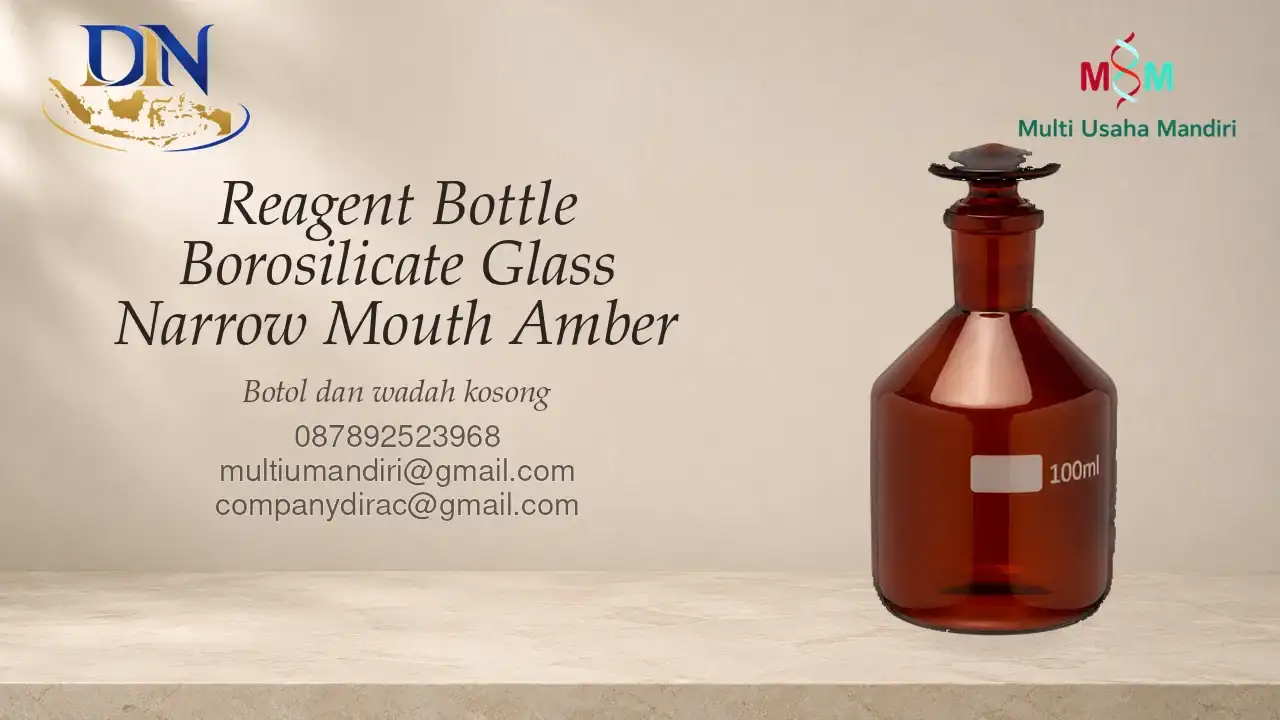 DN
MSM
Multi Usaha Mandiri
Reagent Bottle
Borosilicate Glass
Narrow Mouth Amber
Botol dan wadah kosong
087892523968
multiumandiri@gmail.com
companydirac@gmail.com
100ml